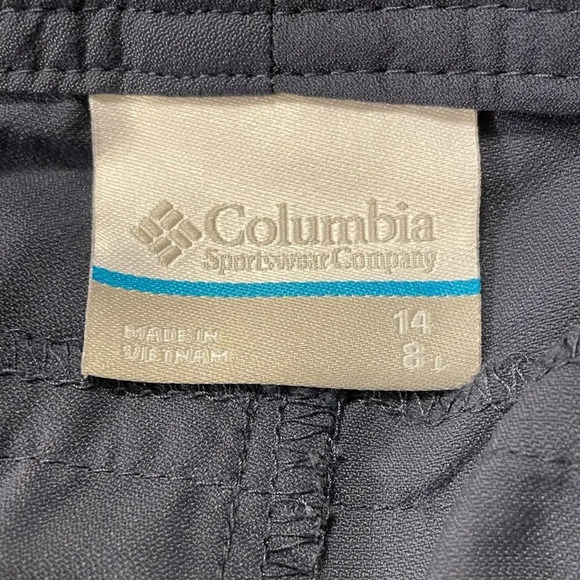 Columbia
Sportswear Company
MADE IN
VIETNAM
14
8 L